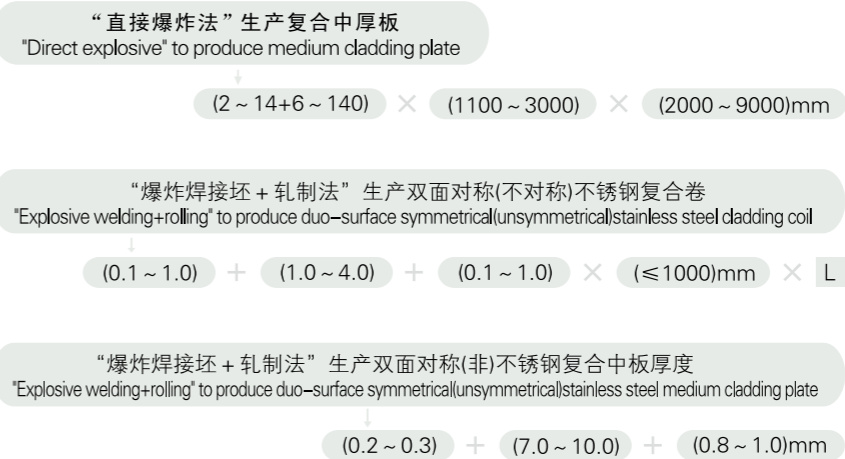 “直接爆炸法”生产复合中厚板
"Direct explosive" to produce medium cladding plate
(2～14+6～140) × (1100～3000) × (2000～9000)mm
“爆炸焊接坯+轧制法”生产双面对称(不对称)不锈钢复合卷
"Explosive welding+rolling" to produce duo–surface symmetrical(unsymmetrical)stainless steel cladding coil
(0.1～1.0) + (1.0～4.0) + (0.1～1.0) × (≤1000)mm × L
“爆炸焊接坯+轧制法”生产双面对称(非)不锈钢复合中板厚度
"Explosive welding+rolling" to produce duo–surface symmetrical(unsymmetrical)stainless steel medium cladding plate
(0.2～0.3) + (7.0～10.0) + (0.8～1.0)mm